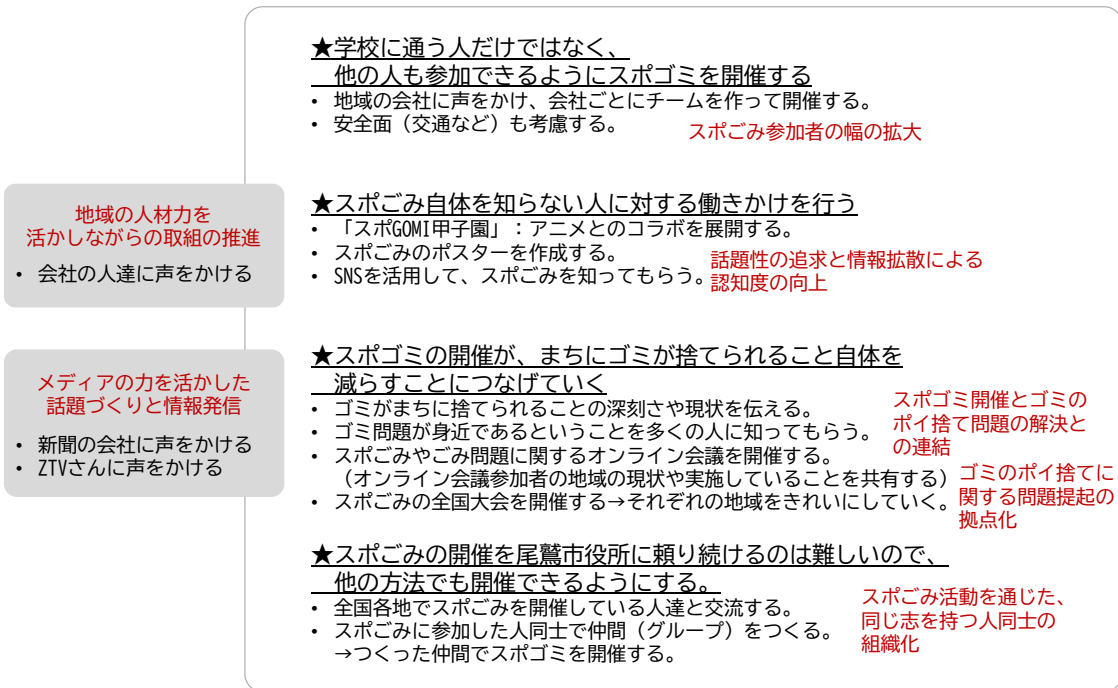 ★学校に通う人だけではなく、
他の人も参加できるようにスポゴミを開催する
• 地域の会社に声をかけ、会社ごとにチームを作って開催する。
• 安全面（交通など）も考慮する。
スポごみ参加者の幅の拡大
地域の人材力を
活かしながらの取組の推進
• 会社の人達に声をかける
★スポごみ自体を知らない人に対する働きかけを行う
• 「スポGOMI甲子園」：アニメとのコラボを展開する。
• スポごみのポスターを作成する。
• SNSを活用して、スポごみを知ってもらう。
話題性の追求と情報拡散による
認知度の向上
メディアの力を活かした
話題づくりと情報発信
• 新聞の会社に声をかける
• ZTVさんに声をかける
★スポゴミの開催が、まちにゴミが捨てられること自体を
減らすことにつなげていく
• ゴミがまちに捨てられることの深刻さや現状を伝える。
• ゴミ問題が身近であるということを多くの人に知ってもらう。
• スポごみやごみ問題に関するオンライン会議を開催する。
（オンライン会議参加者の地域の現状や実施していることを共有する）
• スポごみの全国大会を開催する→それぞれの地域をきれいにしていく。
スポゴミ開催とゴミの
ポイ捨て問題の解決と
の連結
ゴミのポイ捨てに
関する問題提起の
拠点化
★スポごみの開催を尾鷲市役所に頼り続けるのは難しいので、
他の方法でも開催できるようにする。
• 全国各地でスポごみを開催している人達と交流する。
• スポごみに参加した人同士で仲間（グループ）をつくる。
→つくった仲間でスポゴミを開催する。
スポごみ活動を通じた、
同じ志を持つ人同士の
組織化